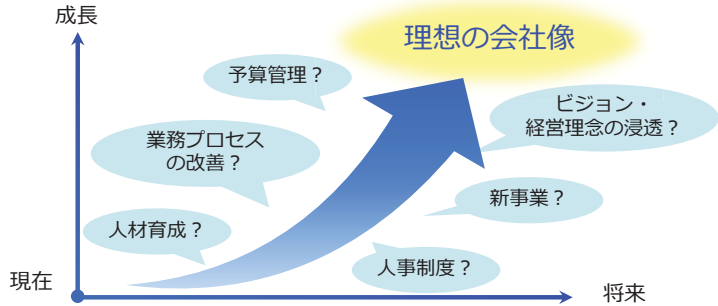 成長
理想の会社像
予算管理？
ビジョン・
経営理念の浸透？
業務プロセス
の改善？
新事業？
人材育成？
人事制度？
現在
将来